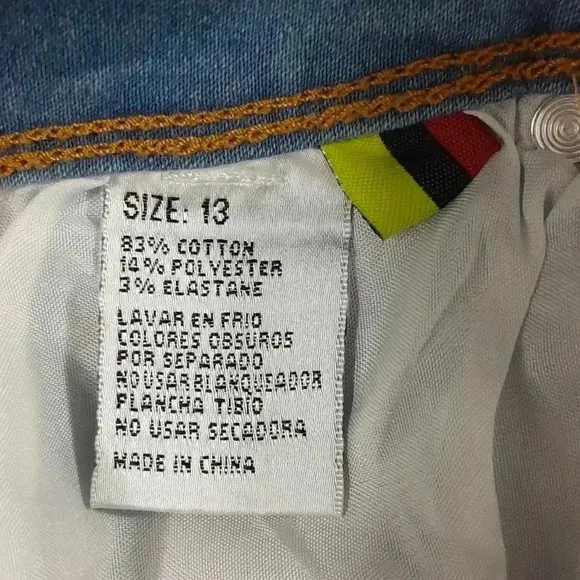 SIZE: 13
83% COTTON
14% POLYESTER
3% ELASTANE
LAVAR EN FRIO
COLORES OBSUROS
POR SEPARADO
NO USAR BLANQUEADOR
PLANCHA TIBIO
NO USAR SECADORA
MADE IN CHINA